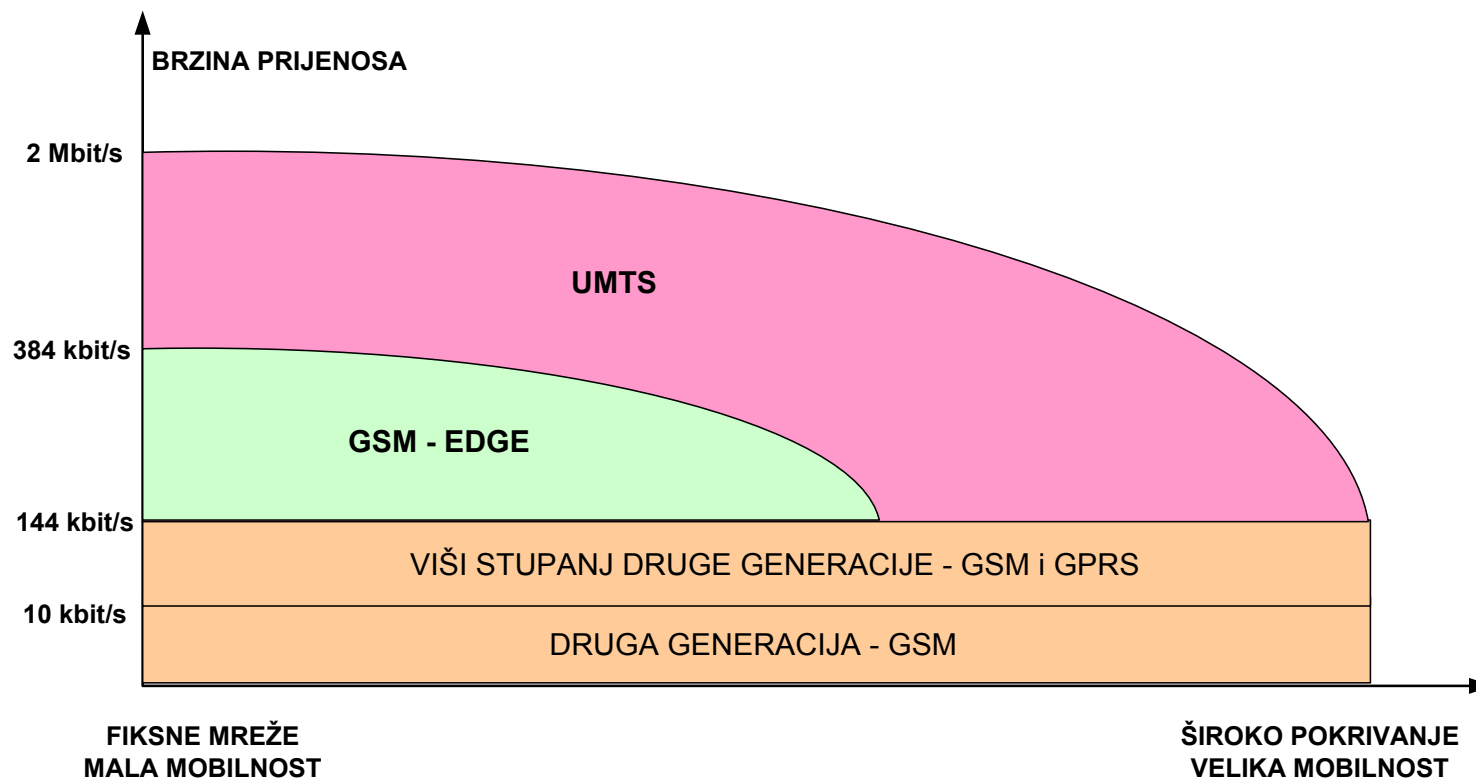 BRZINA PRIJENOSA
2 Mbit/s
UMTS
384 kbit/s
GSM - EDGE
144 kbit/s
VIŠI STUPANJ DRUGE GENERACIJE - GSM i GPRS
10 kbit/s
DRUGA GENERACIJA - GSM
FIKSNE MREŽE
MALA MOBILNOST
ŠIROKO POKRIVANJE
VELIKA MOBILNOST